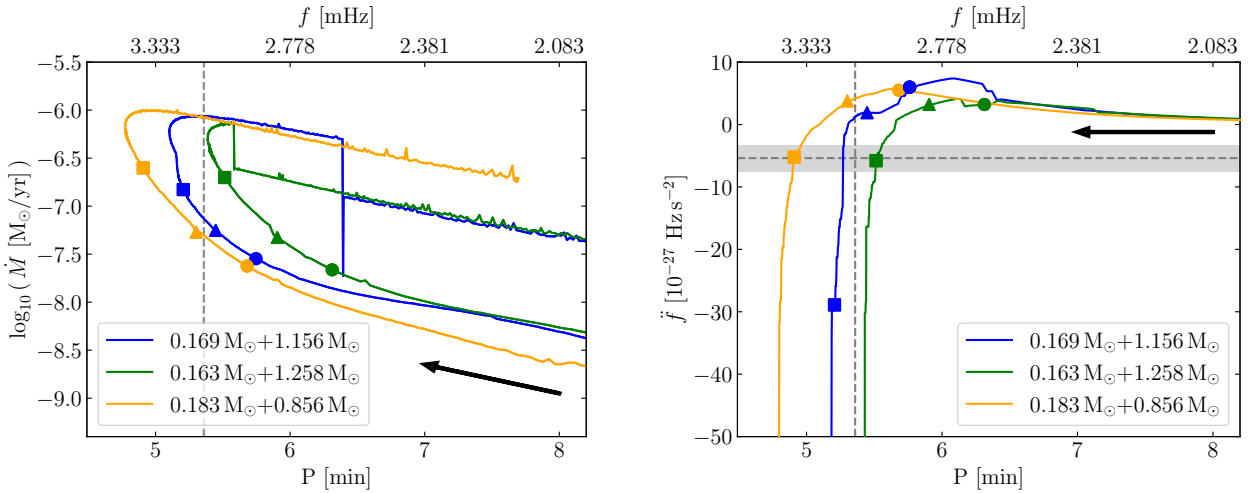 f [mHz]
3.333 2.778 2.381 2.083
−5.5
−6.0
−6.5
−7.0
−7.5
−8.0
−8.5
−9.0
log₁₀(Ṁ [M⊙/yr])
0.169 M⊙+1.156 M⊙
0.163 M⊙+1.258 M⊙
0.183 M⊙+0.856 M⊙
5 6 7 8
P [min]
f [mHz]
3.333 2.778 2.381 2.083
10
0
−10
−20
−30
−40
−50
f̈ [10⁻²⁷ Hz s⁻²]
0.169 M⊙+1.156 M⊙
0.163 M⊙+1.258 M⊙
0.183 M⊙+0.856 M⊙
5 6 7 8
P [min]